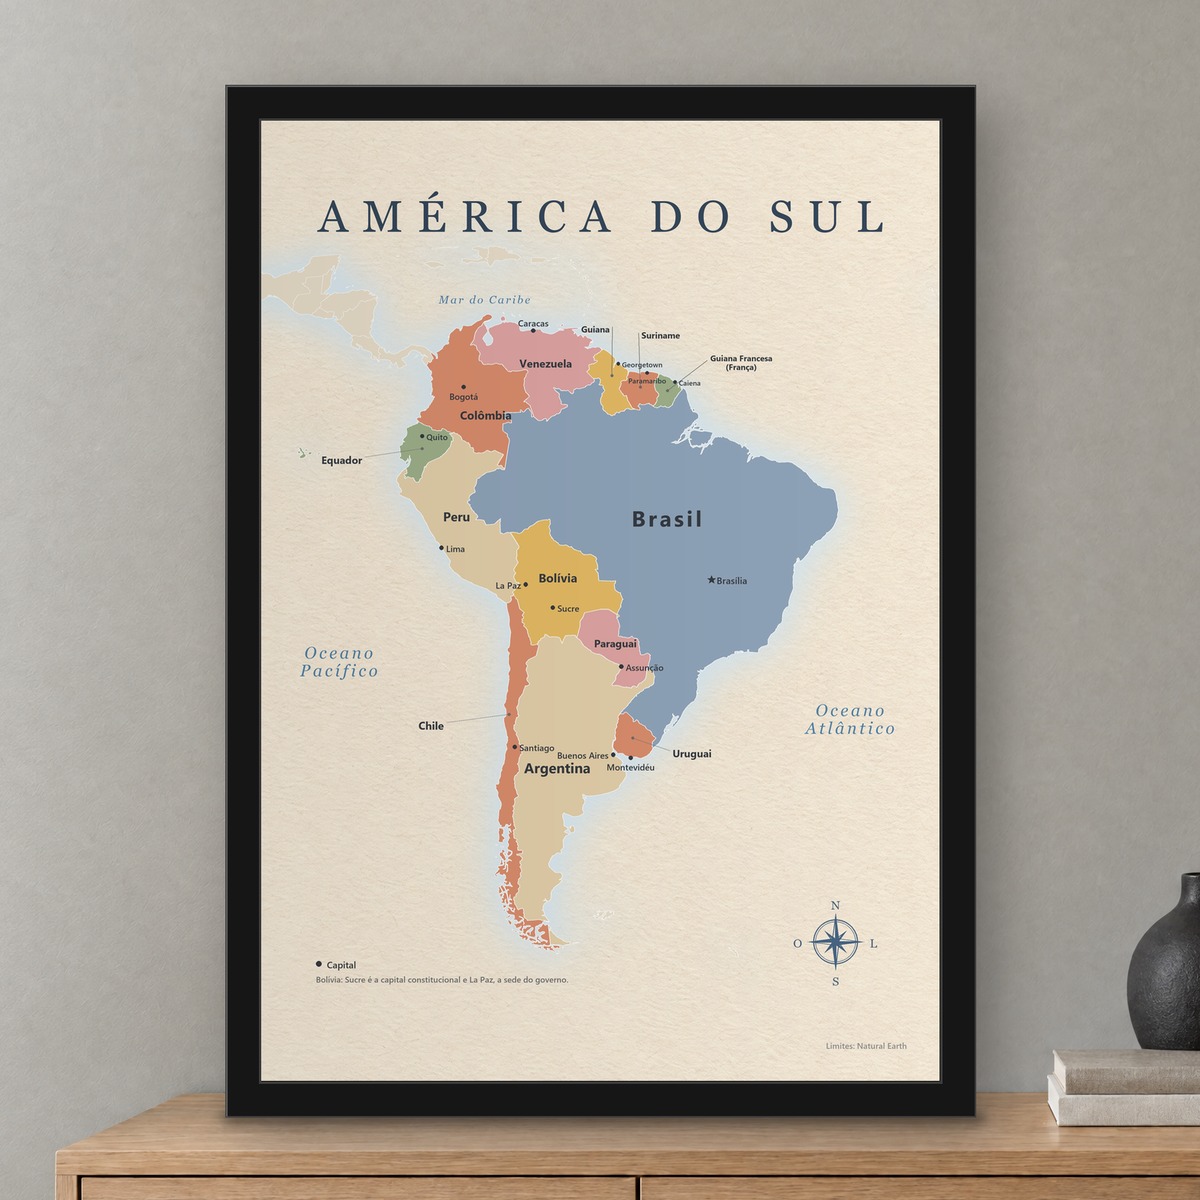 AMÉRICA DO SUL
Mar do Caribe
Caracas
Guiana
Suriname
Venezuela
Georgetown
Guiana Francesa
(França)
Paramaribo
Caiena
Bogotá
Colômbia
Quito
Equador
Peru
Brasil
Lima
La Paz
Bolívia
Brasília
Sucre
Paraguai
Oceano
Pacífico
Assunção
Oceano
Atlântico
Chile
Santiago
Buenos Aires
Uruguai
Argentina
Montevidéu
N
O
L
S
Capital
Bolívia: Sucre é a capital constitucional e La Paz, a sede do governo.
Limites: Natural Earth